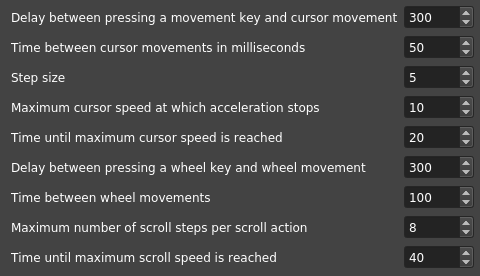 Delay between pressing a movement key and cursor movement 300
Time between cursor movements in milliseconds 50
Step size 5
Maximum cursor speed at which acceleration stops 10
Time until maximum cursor speed is reached 20
Delay between pressing a wheel key and wheel movement 300
Time between wheel movements 100
Maximum number of scroll steps per scroll action 8
Time until maximum scroll speed is reached 40